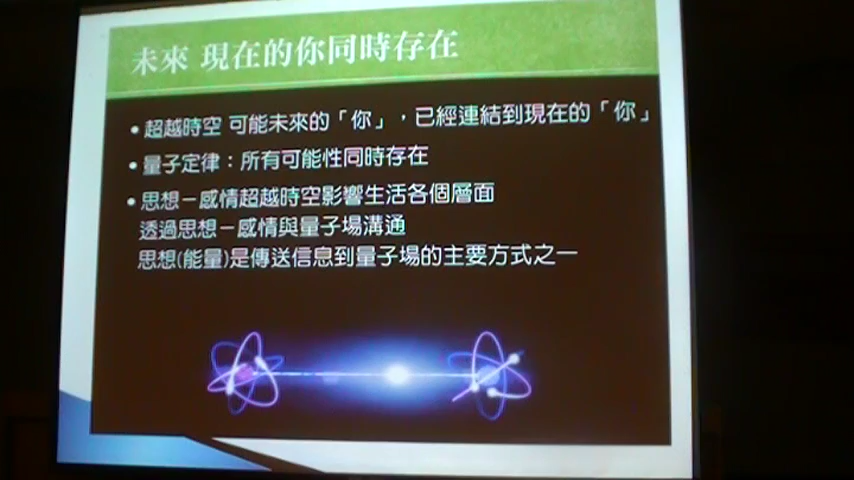 未來 現在的你同時存在
• 超越時空 可能未來的「你」，已經連結到現在的「你」
• 量子定律：所有可能性同時存在
• 思想－感情超越時空影響生活各個層面
透過思想－感情與量子場溝通
思想(能量)是傳送信息到量子場的主要方式之一